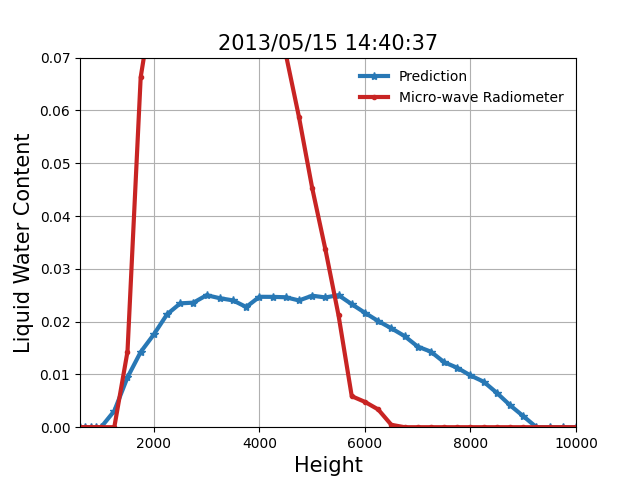 2013/05/15 14:40:37
0.07
0.06
0.05
0.04
0.03
0.02
0.01
0.00
Liquid Water Content
Prediction
Micro-wave Radiometer
2000 4000 6000 8000 10000
Height